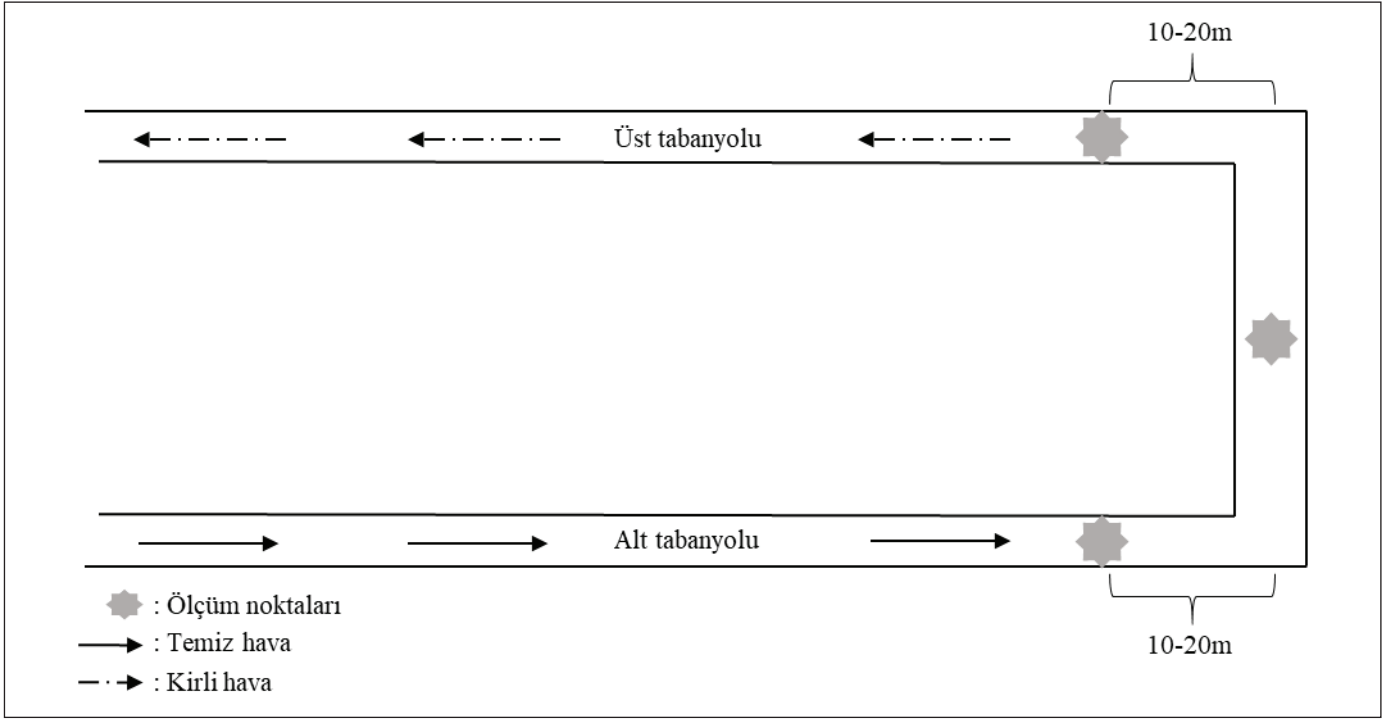 10-20m
Üst tabanyolu
Alt tabanyolu
: Ölçüm noktaları
: Temiz hava
10-20m
: Kirli hava